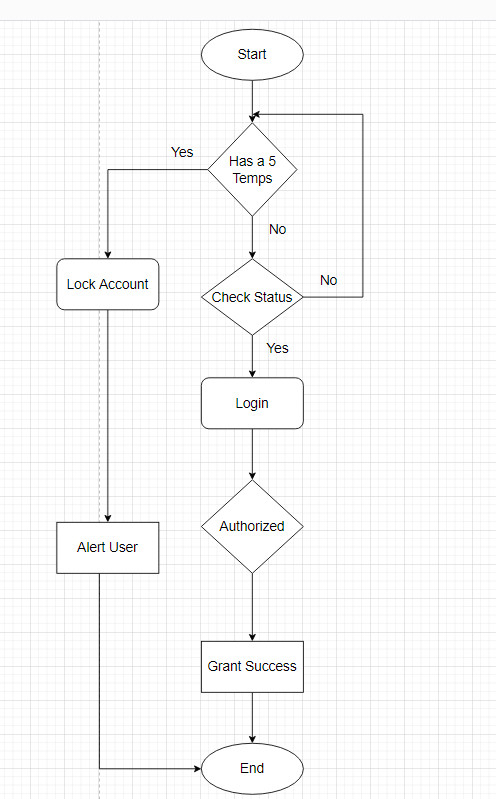 Start
Yes
Has a 5
Temps
No
Lock Account
Check Status
No
Yes
Login
Authorized
Alert User
Grant Success
End